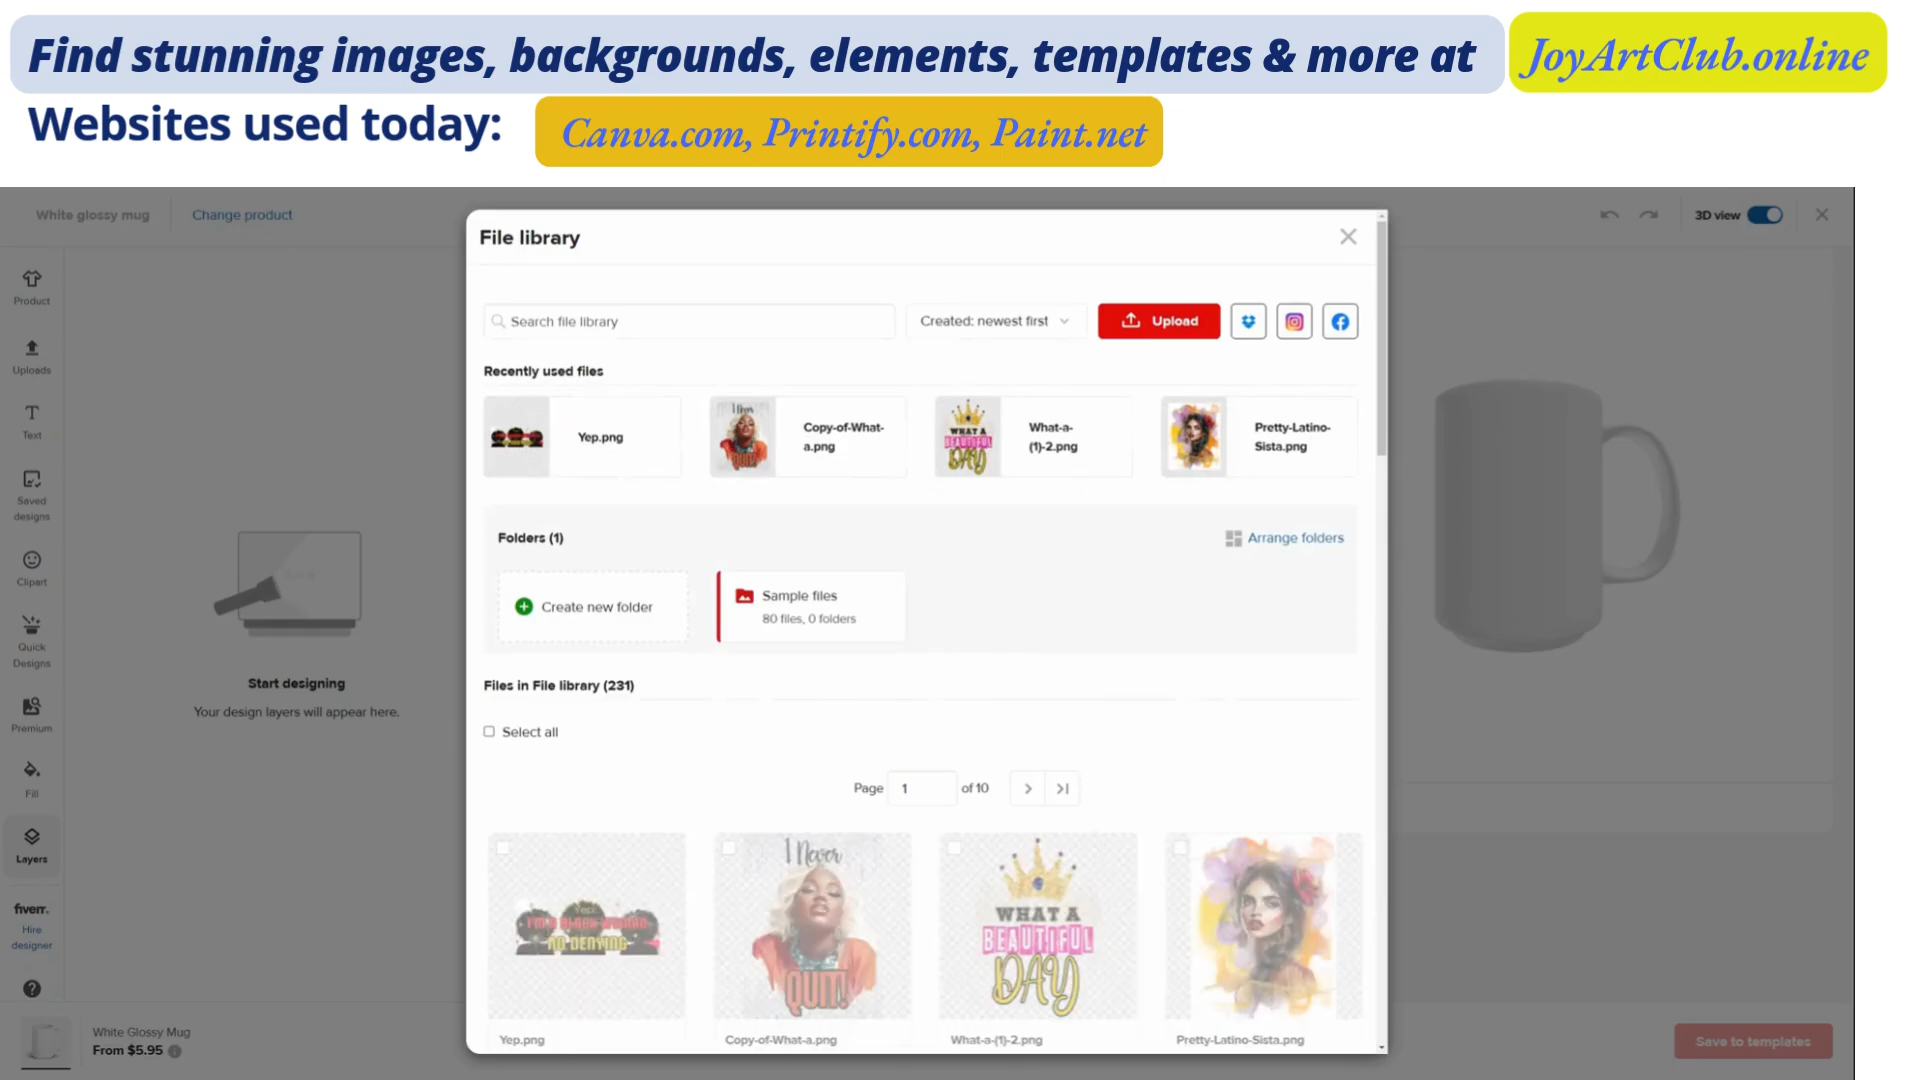 Find stunning images, backgrounds, elements, templates & more at JoyArtClub.online
Websites used today: Canva.com, Printify.com, Paint.net
White glossy mug
Change product
3D view
File library
Search file library
Created: newest first
Upload
Recently used files
Yep.png
Copy-of-What-
a.png
What-a-
(1)-2.png
Pretty-Latino-
Sista.png
Folders (1)
Arrange folders
Create new folder
Sample files
80 files, 0 folders
Files in File library (231)
Select all
Page 1 of 10
Yep!
I'M A BLACK WOMAN
NO DENYING
I Never
QUIT!
WHAT A
BEAUTIFUL
DAY
Yep.png
Copy-of-What-a.png
What-a-(1)-2.png
Pretty-Latino-Sista.png
Product
Uploads
Text
Saved
designs
Clipart
Quick
Designs
Premium
Fill
Layers
fiverr.
Hire
designer
Start designing
Your design layers will appear here.
White Glossy Mug
From $5.95
Save to templates